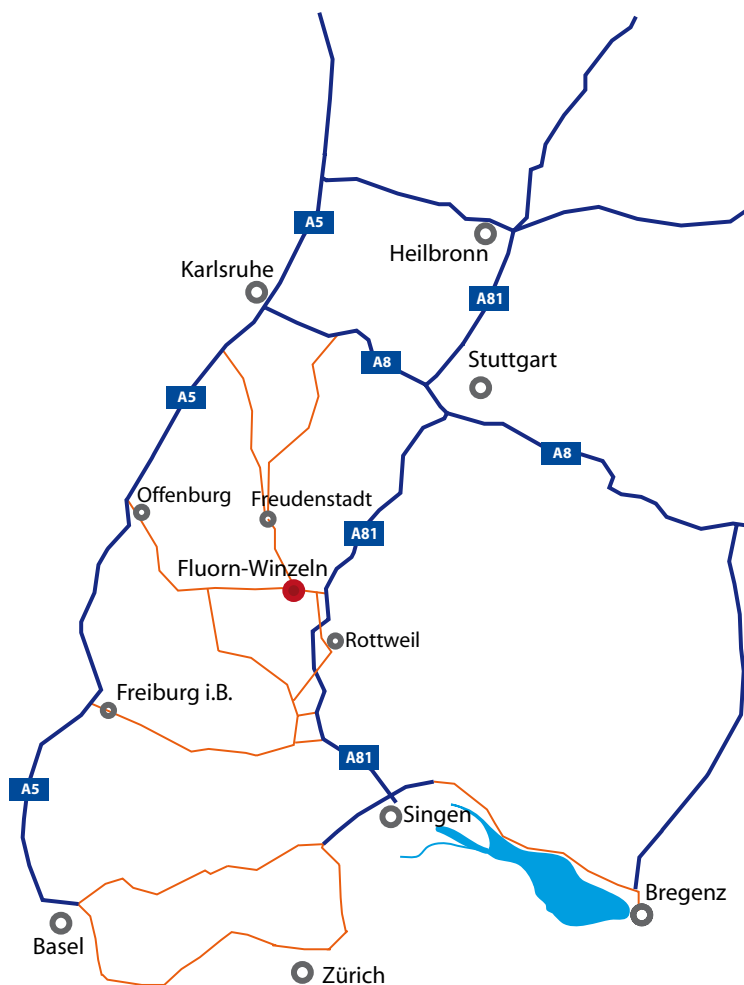 A5
Heilbronn
Karlsruhe
A81
Stuttgart
A8
A5
A8
Offenburg
Freudenstadt
A81
Fluorn-Winzeln
Rottweil
Freiburg i.B.
A81
A5
Singen
Bregenz
Basel
Zürich